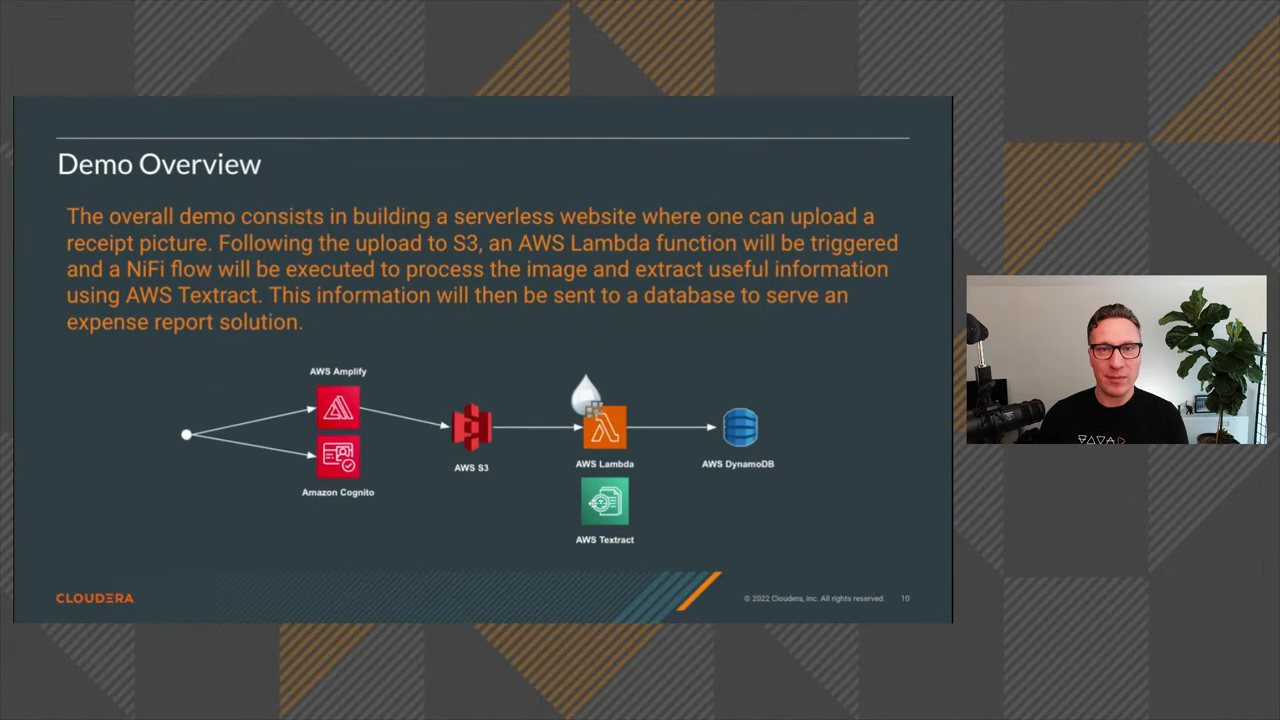 Demo Overview
The overall demo consists in building a serverless website where one can upload a
receipt picture. Following the upload to S3, an AWS Lambda function will be triggered
and a NiFi flow will be executed to process the image and extract useful information
using AWS Textract. This information will then be sent to a database to serve an
expense report solution.
AWS Amplify
Amazon Cognito
AWS S3
AWS Lambda
AWS Textract
AWS DynamoDB
CLOUDERA
© 2022 Cloudera, Inc. All rights reserved.
10